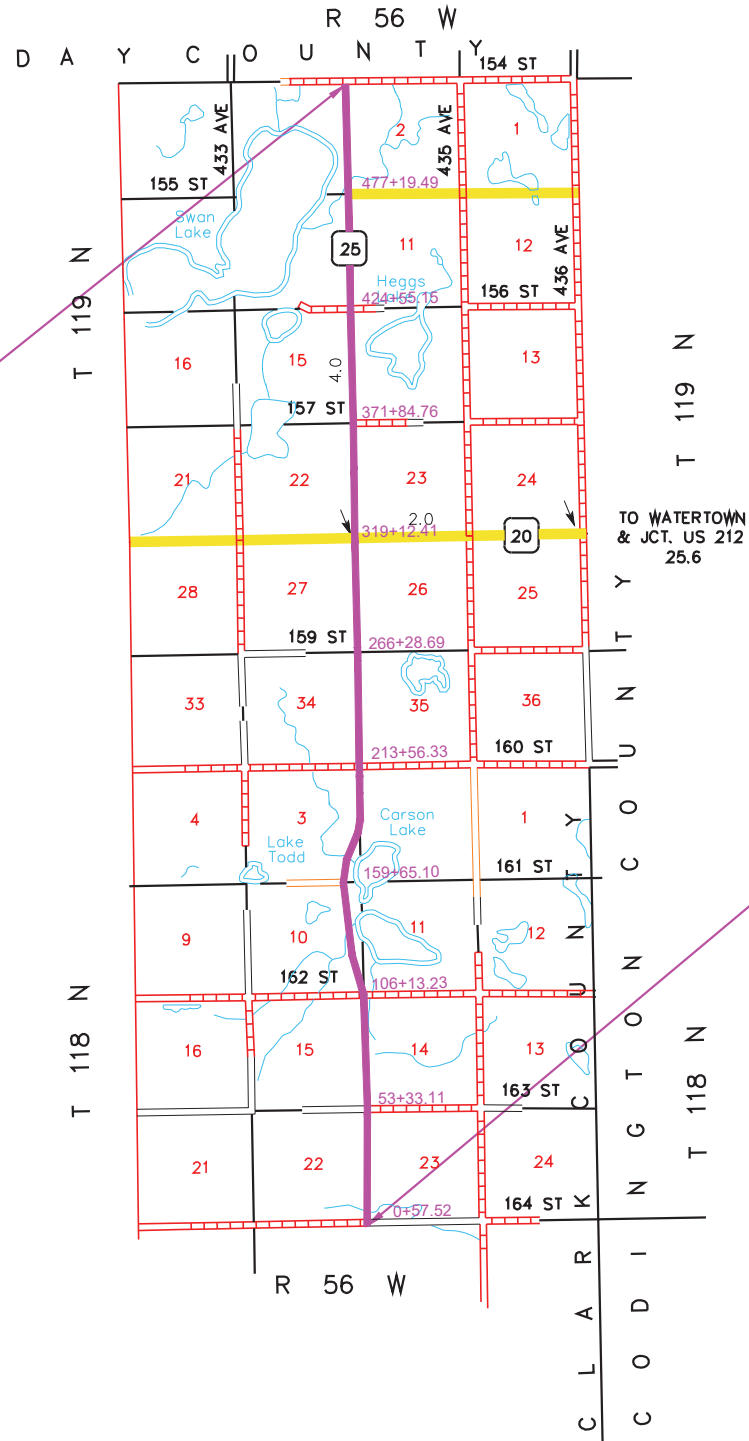 R 56 W
DAY COUNTY
154 ST
433 AVE
435 AVE
2
1
155 ST
477+19.49
Swan
Lake
25
11
12
436 AVE
T 119 N
Heggs
424+55.15
156 ST
16
15
4.0
13
T 119 N
157 ST
371+84.76
21
22
23
24
2.0
319+12.41
20
TO WATERTOWN
& JCT. US 212
25.6
28
27
26
25
159 ST
266+28.69
33
34
35
36
160 ST
213+56.33
4
3
Carson
Lake
1
Lake
Todd
159+65.10
161 ST
9
10
11
12
162 ST
106+13.23
T 118 N
16
15
14
13
T 118 N
53+33.11
163 ST
21
22
23
24
0+57.52
164 ST
R 56 W
CLARK COUNTY
CODINGTON COUNTY